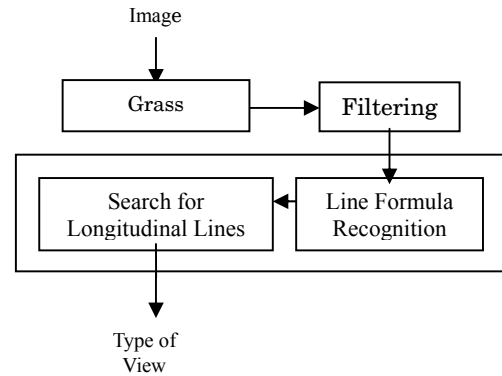 Image
Grass
Filtering
Line Formula
Recognition
Search for
Longitudinal Lines
Type of
View